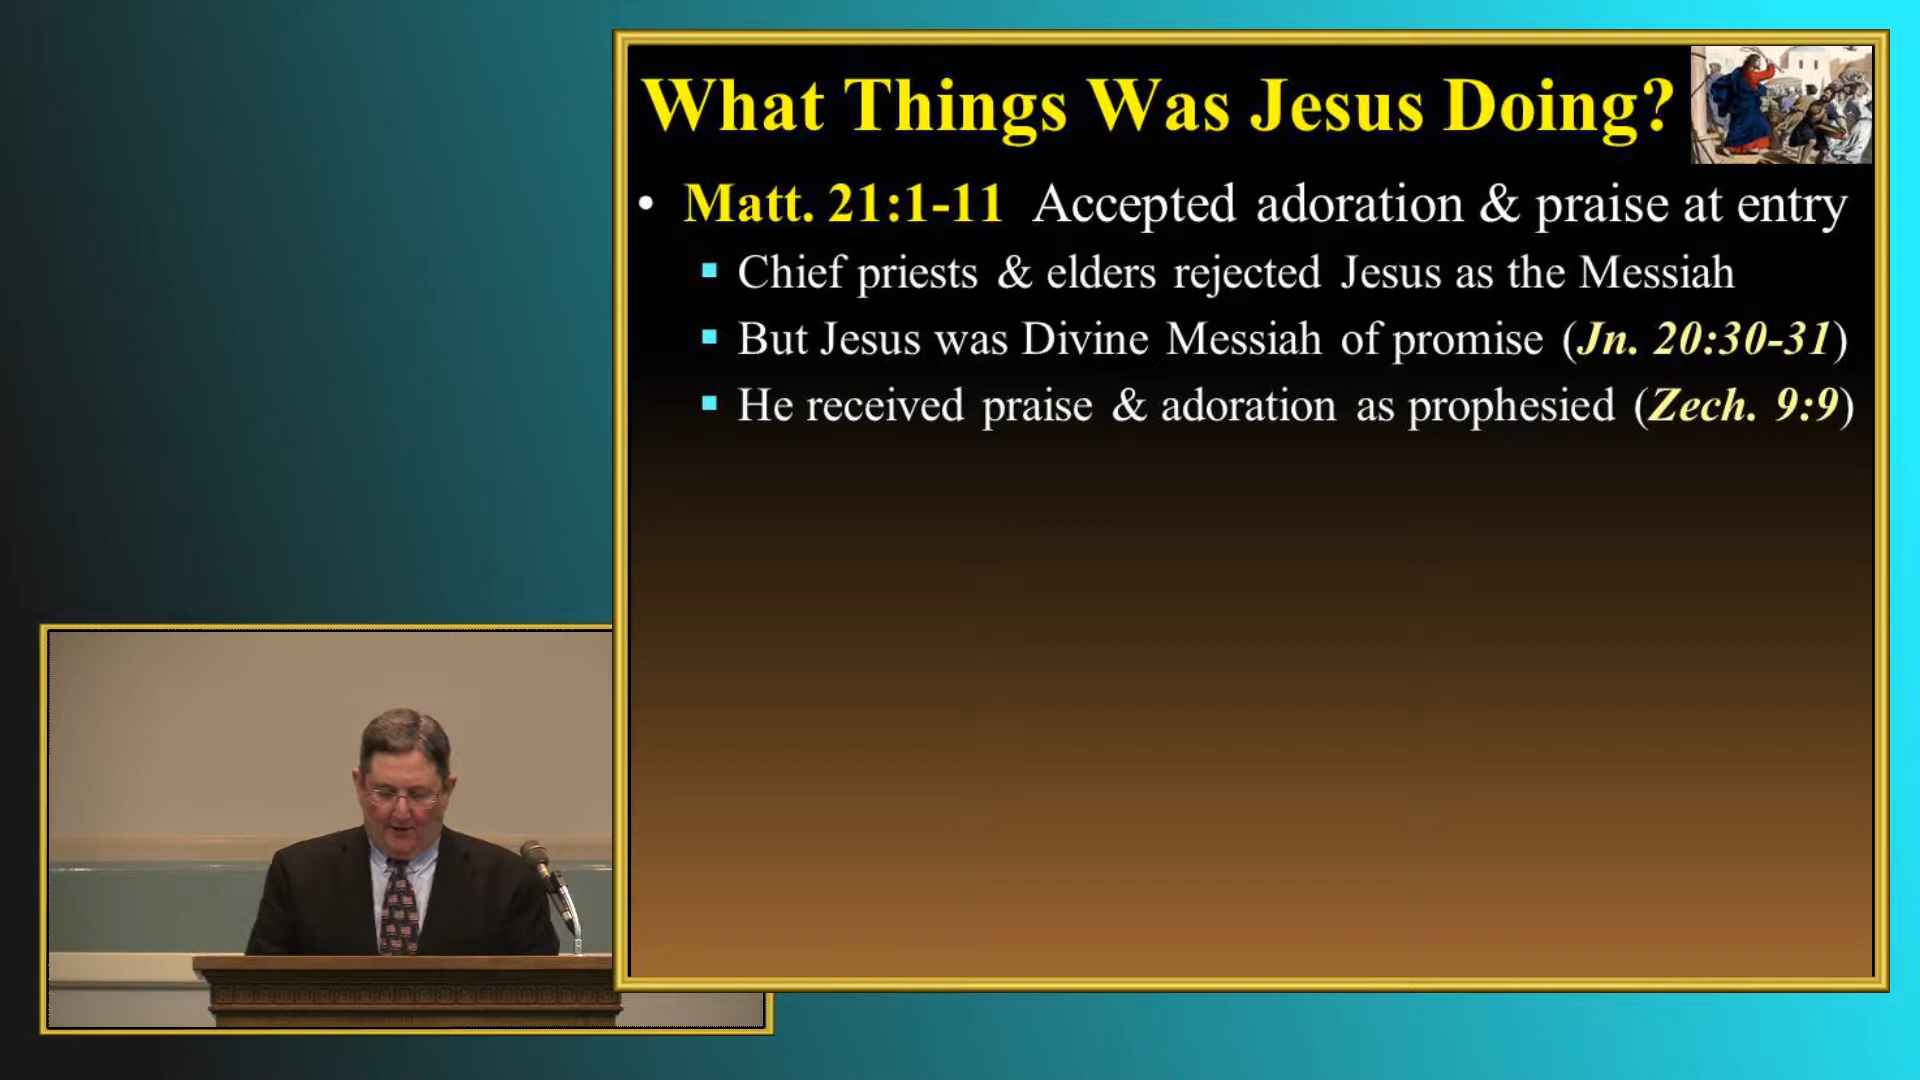 What Things Was Jesus Doing?
• Matt. 21:1-11 Accepted adoration & praise at entry
▪ Chief priests & elders rejected Jesus as the Messiah
▪ But Jesus was Divine Messiah of promise (Jn. 20:30-31)
▪ He received praise & adoration as prophesied (Zech. 9:9)